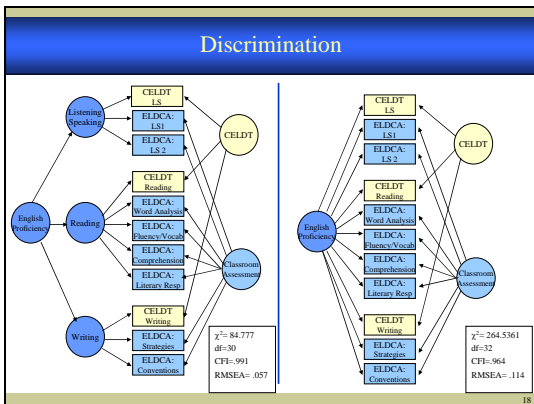 Discrimination
English
Proficiency
Listening
Speaking
Reading
Writing
CELDT
LS
ELDCA:
LS1
ELDCA:
LS 2
CELDT
Reading
ELDCA:
Word Analysis
ELDCA:
Fluency/Vocab
ELDCA:
Comprehension
ELDCA:
Literary Resp
CELDT
Writing
ELDCA:
Strategies
ELDCA:
Conventions
CELDT
Classroom
Assessment
χ²= 84.777
df=30
CFI=.991
RMSEA= .057
English
Proficiency
CELDT
LS
ELDCA:
LS1
ELDCA:
LS 2
CELDT
Reading
ELDCA:
Word Analysis
ELDCA:
Fluency/Vocab
ELDCA:
Comprehension
ELDCA:
Literary Resp
CELDT
Writing
ELDCA:
Strategies
ELDCA:
Conventions
CELDT
Classroom
Assessment
χ²= 264.5361
df=32
CFI=.964
RMSEA= .114
18